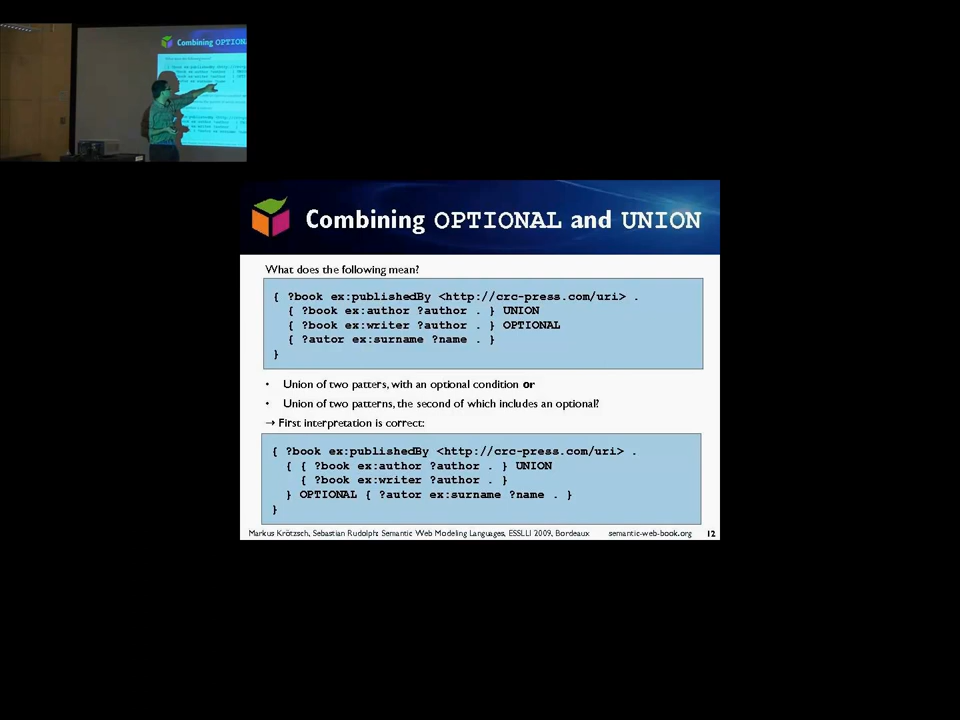 Combining OPTION
Combining OPTIONAL and UNION
What does the following mean?
{ ?book ex:publishedBy <http://crc-press.com/uri> .
{ ?book ex:author ?author . } UNION
{ ?book ex:writer ?author . } OPTIONAL
{ ?autor ex:surname ?name . }
}
• Union of two patters, with an optional condition or
• Union of two patterns, the second of which includes an optional?
→ First interpretation is correct:
{ ?book ex:publishedBy <http://crc-press.com/uri> .
{ { ?book ex:author ?author . } UNION
{ ?book ex:writer ?author . }
} OPTIONAL { ?autor ex:surname ?name . }
}
Markus Krötzsch, Sebastian Rudolph: Semantic Web Modeling Languages, ESSLLI 2009, Bordeaux semantic-web-book.org 12